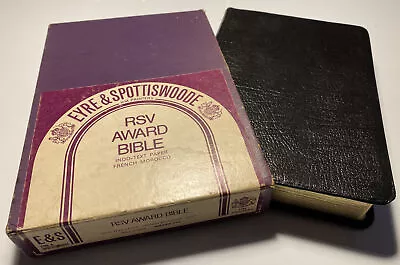 EYRE & SPOTTISWOODE
RSV
AWARD
BIBLE
INDO-TEXT PAPER
FRENCH MOROCCO
RSV AWARD BIBLE
E&S